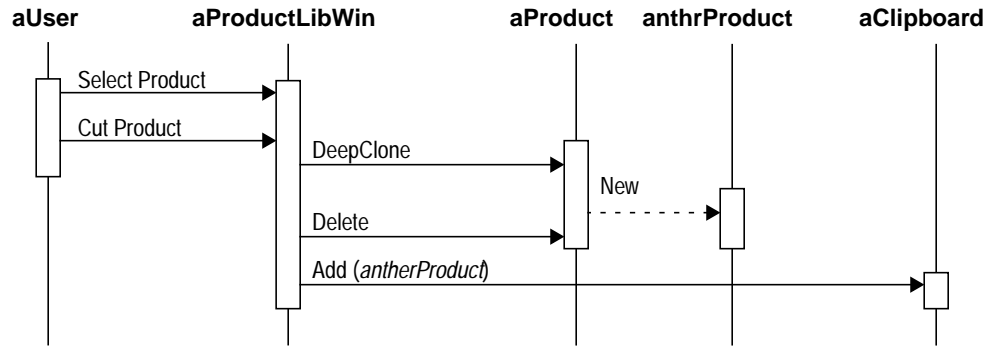 aUser aProductLibWin aProduct anthrProduct aClipboard
Select Product
Cut Product
DeepClone
New
Delete
Add (antherProduct)